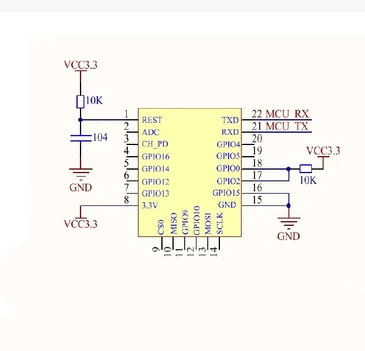 VCC3.3
10K
104
GND
VCC3.3
1 REST
2 ADC
3 CH_PD
4 GPIO16
5 GPIO14
6 GPIO12
7 GPIO13
8 3.3V
TXD 22 MCU_RX
RXD 21 MCU_TX
GPIO4 20
GPIO5 19
GPIO0 18
GPIO2 17
GPIO15 16
GND 15
VCC3.3
10K
GND
CS0 MISO GPIO9 GPIO10 MOSI SCLK
9 10 11 12 13 14